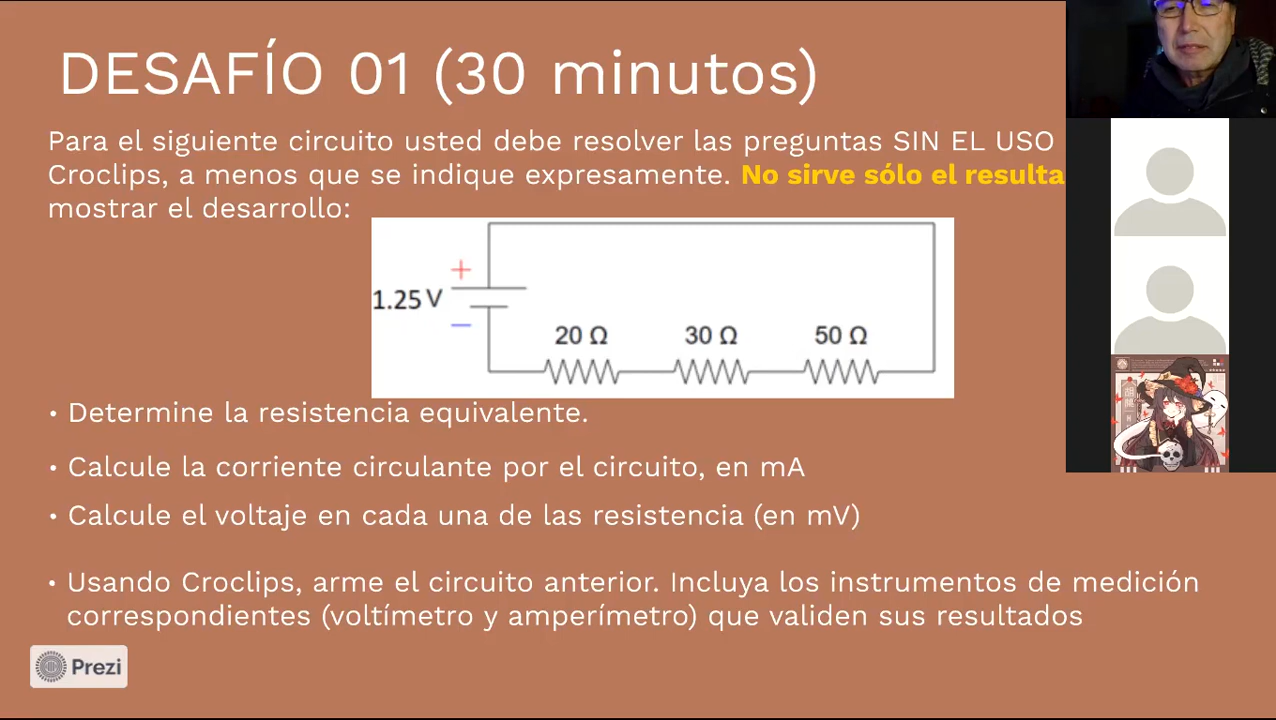 DESAFÍO 01 (30 minutos)
Para el siguiente circuito usted debe resolver las preguntas SIN EL USO
Croclips, a menos que se indique expresamente. No sirve sólo el resulta
mostrar el desarrollo:
+
1.25 V
−
20 Ω 30 Ω 50 Ω
• Determine la resistencia equivalente.
• Calcule la corriente circulante por el circuito, en mA
• Calcule el voltaje en cada una de las resistencia (en mV)
• Usando Croclips, arme el circuito anterior. Incluya los instrumentos de medición
correspondientes (voltímetro y amperímetro) que validen sus resultados
Prezi